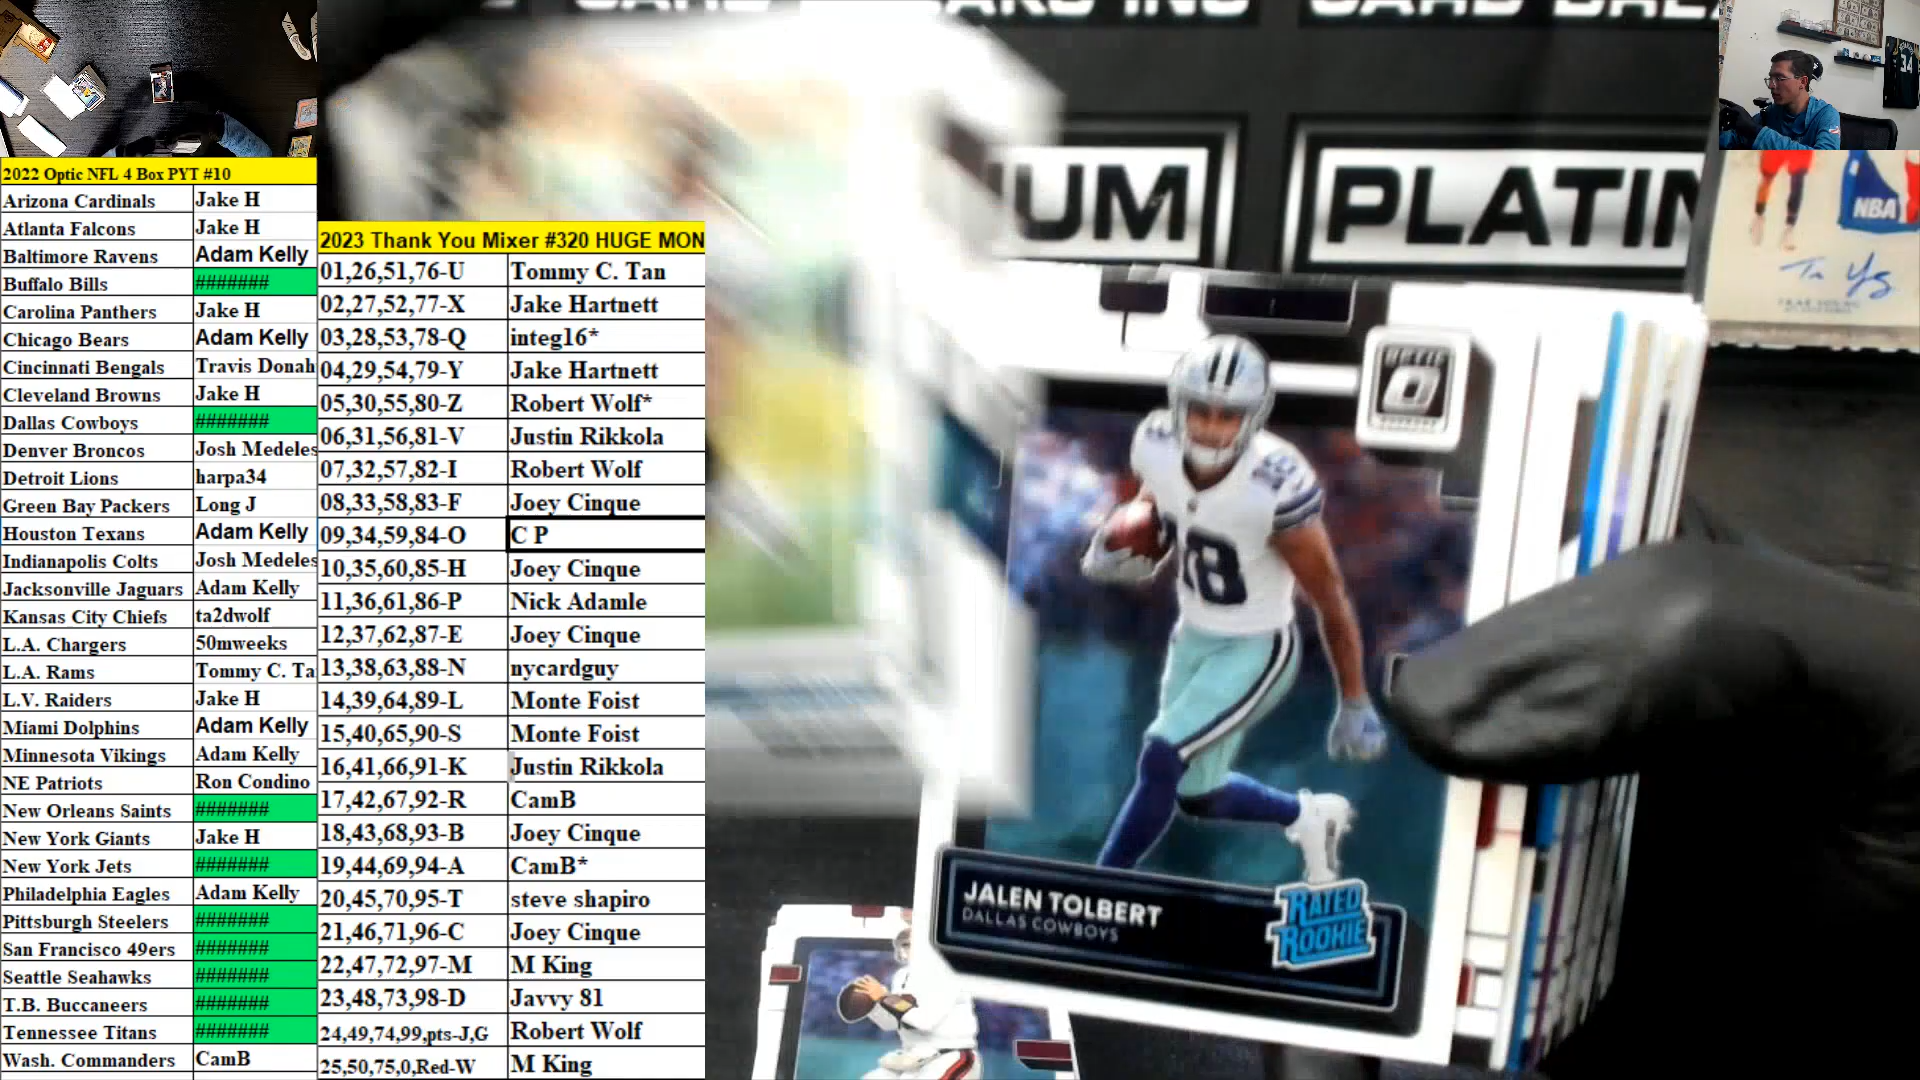 CARD BREAKS INC CARD BREA
UM PLATIN
NBA
34
2022 Optic NFL 4 Box PYT #10
Arizona Cardinals Jake H
Atlanta Falcons Jake H
Baltimore Ravens Adam Kelly
Buffalo Bills #######
Carolina Panthers Jake H
Chicago Bears Adam Kelly
Cincinnati Bengals Travis Donah
Cleveland Browns Jake H
Dallas Cowboys #######
Denver Broncos Josh Medeles
Detroit Lions harpa34
Green Bay Packers Long J
Houston Texans Adam Kelly
Indianapolis Colts Josh Medeles
Jacksonville Jaguars Adam Kelly
Kansas City Chiefs ta2dwolf
L.A. Chargers 50mweeks
L.A. Rams Tommy C. Ta
L.V. Raiders Jake H
Miami Dolphins Adam Kelly
Minnesota Vikings Adam Kelly
NE Patriots Ron Condino
New Orleans Saints #######
New York Giants Jake H
New York Jets #######
Philadelphia Eagles Adam Kelly
Pittsburgh Steelers #######
San Francisco 49ers #######
Seattle Seahawks #######
T.B. Buccaneers #######
Tennessee Titans #######
Wash. Commanders CamB
2023 Thank You Mixer #320 HUGE MON
01,26,51,76-U Tommy C. Tan
02,27,52,77-X Jake Hartnett
03,28,53,78-Q integ16*
04,29,54,79-Y Jake Hartnett
05,30,55,80-Z Robert Wolf*
06,31,56,81-V Justin Rikkola
07,32,57,82-I Robert Wolf
08,33,58,83-F Joey Cinque
09,34,59,84-O C P
10,35,60,85-H Joey Cinque
11,36,61,86-P Nick Adamle
12,37,62,87-E Joey Cinque
13,38,63,88-N nycardguy
14,39,64,89-L Monte Foist
15,40,65,90-S Monte Foist
16,41,66,91-K Justin Rikkola
17,42,67,92-R CamB
18,43,68,93-B Joey Cinque
19,44,69,94-A CamB*
20,45,70,95-T steve shapiro
21,46,71,96-C Joey Cinque
22,47,72,97-M M King
23,48,73,98-D Javvy 81
24,49,74,99,pts-J,G Robert Wolf
25,50,75,0,Red-W M King
OPTIC
18
18
JALEN TOLBERT
DALLAS COWBOYS
RATED
ROOKIE